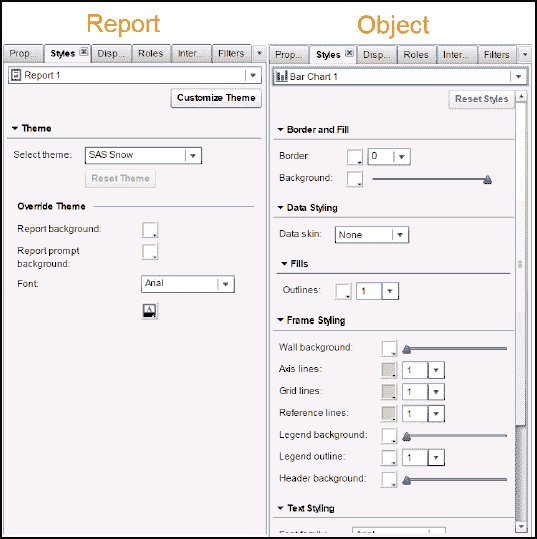 Report
Prop...
Styles
Disp...
Roles
Inter...
Filters
Report 1
Customize Theme
Theme
Select theme:
SAS Snow
Reset Theme
Override Theme
Report background:
Report prompt
background:
Font:
Arial
A
Object
Prop...
Styles
Disp...
Roles
Inter...
Filters
Bar Chart 1
Reset Styles
Border and Fill
Border:
0
Background:
Data Styling
Data skin:
None
Fills
Outlines:
1
Frame Styling
Wall background:
Axis lines:
1
Grid lines:
1
Reference lines:
1
Legend background:
Legend outline:
1
Header background:
Text Styling